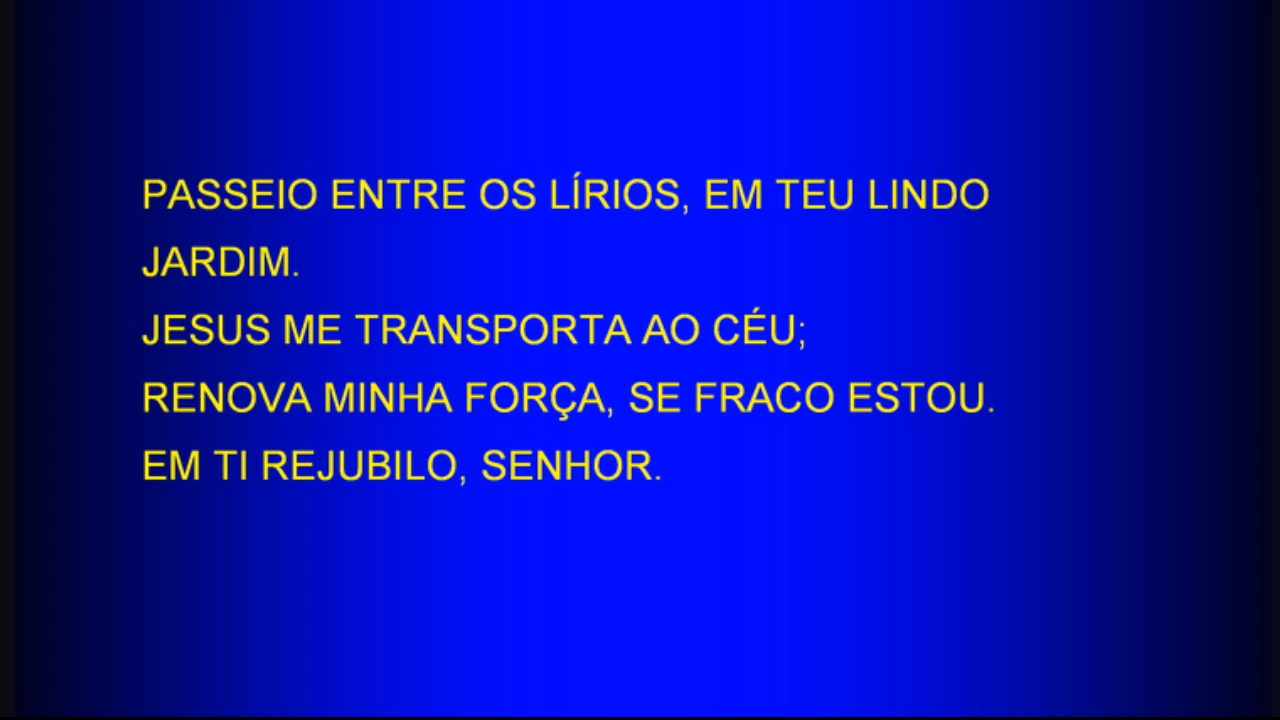 PASSEIO ENTRE OS LÍRIOS, EM TEU LINDO
JARDIM.
JESUS ME TRANSPORTA AO CÉU;
RENOVA MINHA FORÇA, SE FRACO ESTOU.
EM TI REJUBILO, SENHOR.